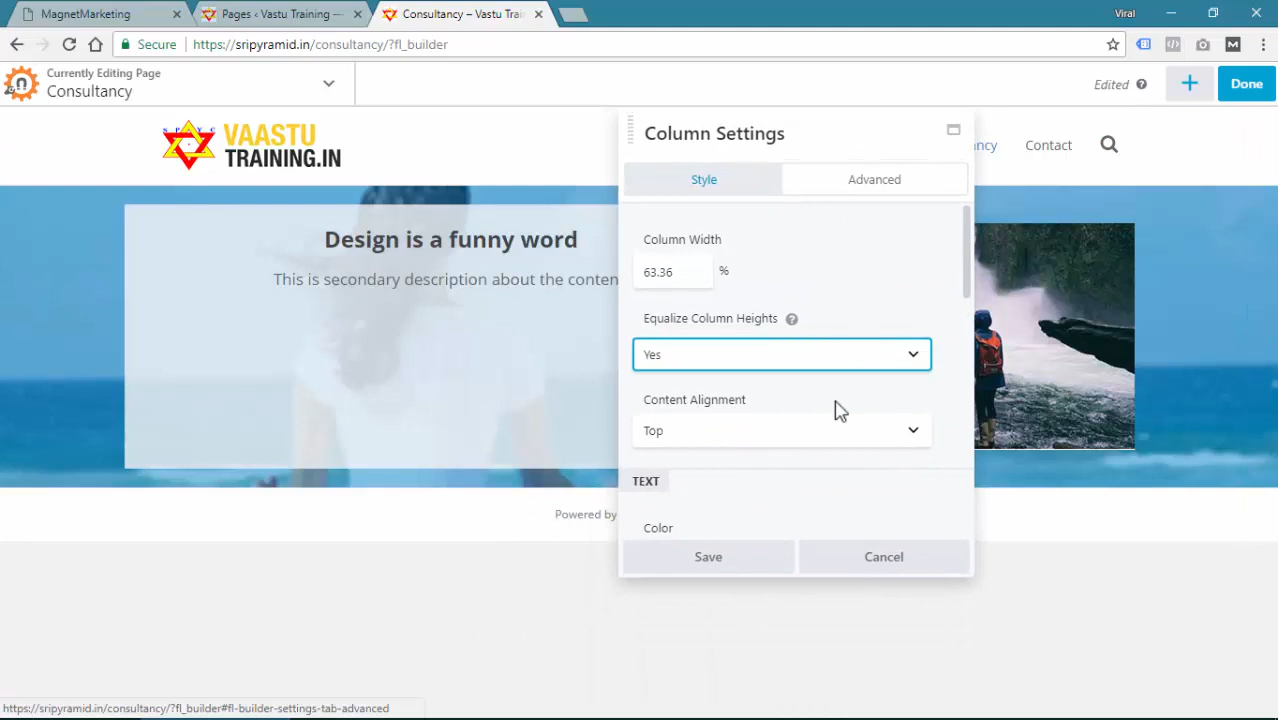 MagnetMarketing
Pages ‹ Vastu Training —
Consultancy – Vastu Trai
Viral
Secure
https://sripyramid.in/consultancy/?fl_builder
Currently Editing Page
Consultancy
Edited
Done
S P Y C
VAASTU
TRAINING.IN
ancy
Contact
Column Settings
Style
Advanced
Design is a funny word
This is secondary description about the conten
Column Width
63.36
%
Equalize Column Heights
Yes
Content Alignment
Top
TEXT
Color
Save
Cancel
Powered by
https://sripyramid.in/consultancy/?fl_builder#fl-builder-settings-tab-advanced